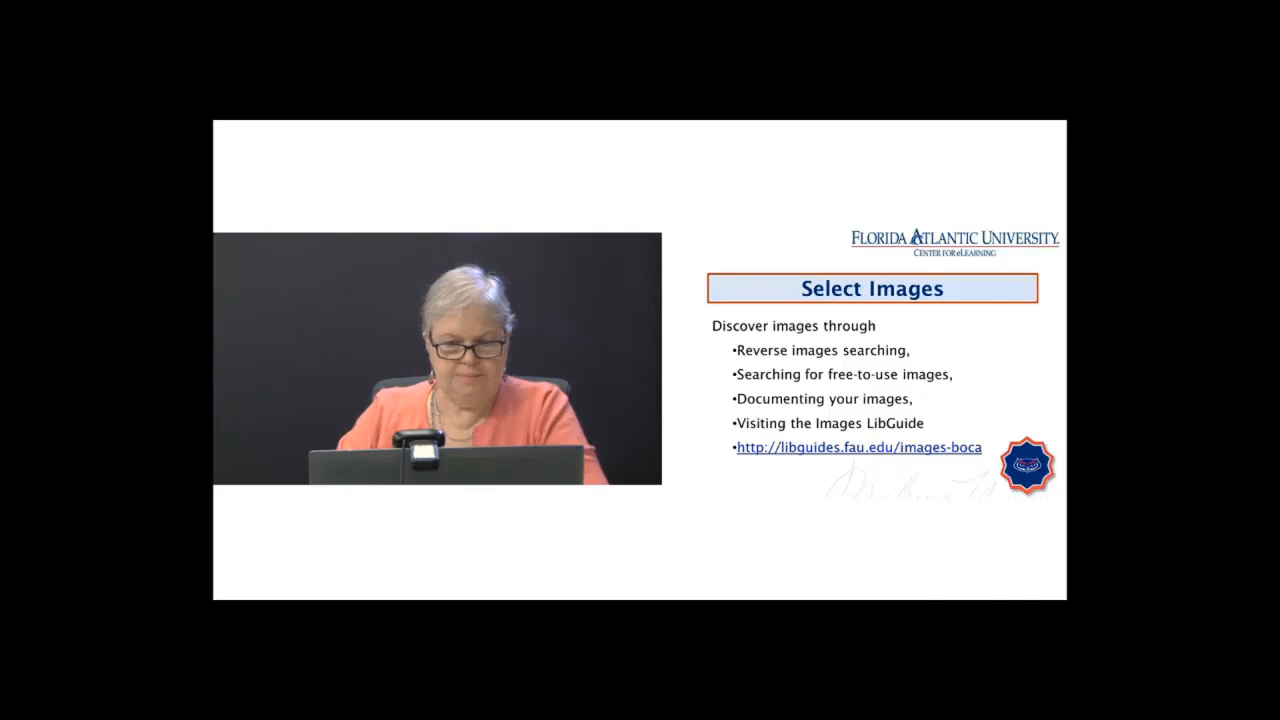 FLORIDA ATLANTIC UNIVERSITY.
CENTER FOR eLEARNING
Select Images
Discover images through
•Reverse images searching,
•Searching for free-to-use images,
•Documenting your images,
•Visiting the Images LibGuide
•http://libguides.fau.edu/images-boca